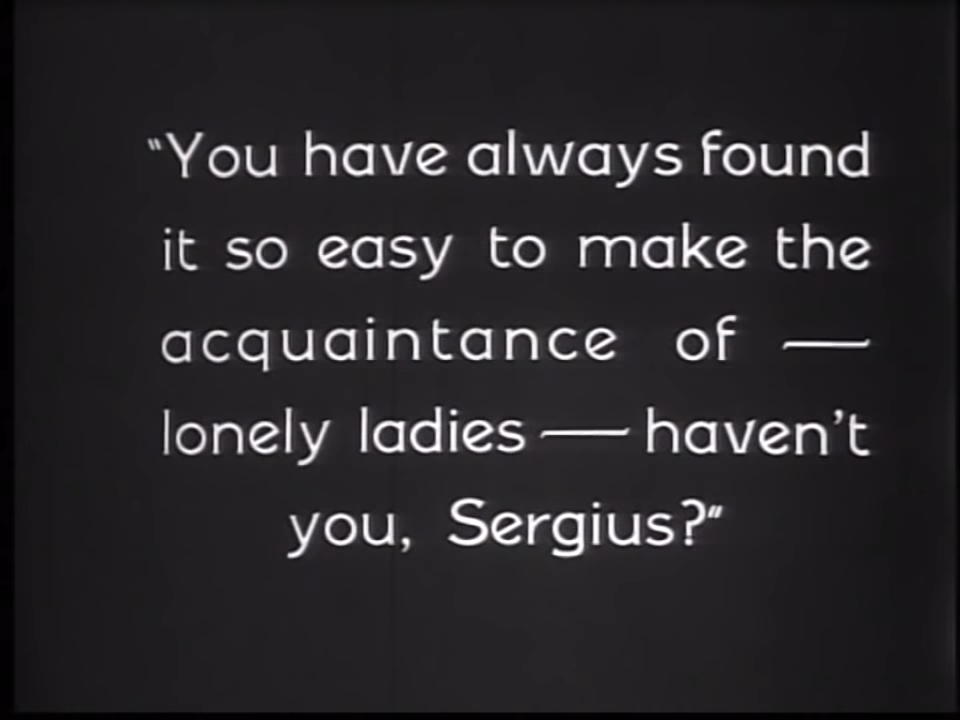 "You have always found
it so easy to make the
acquaintance of —
lonely ladies — haven't
you, Sergius?"